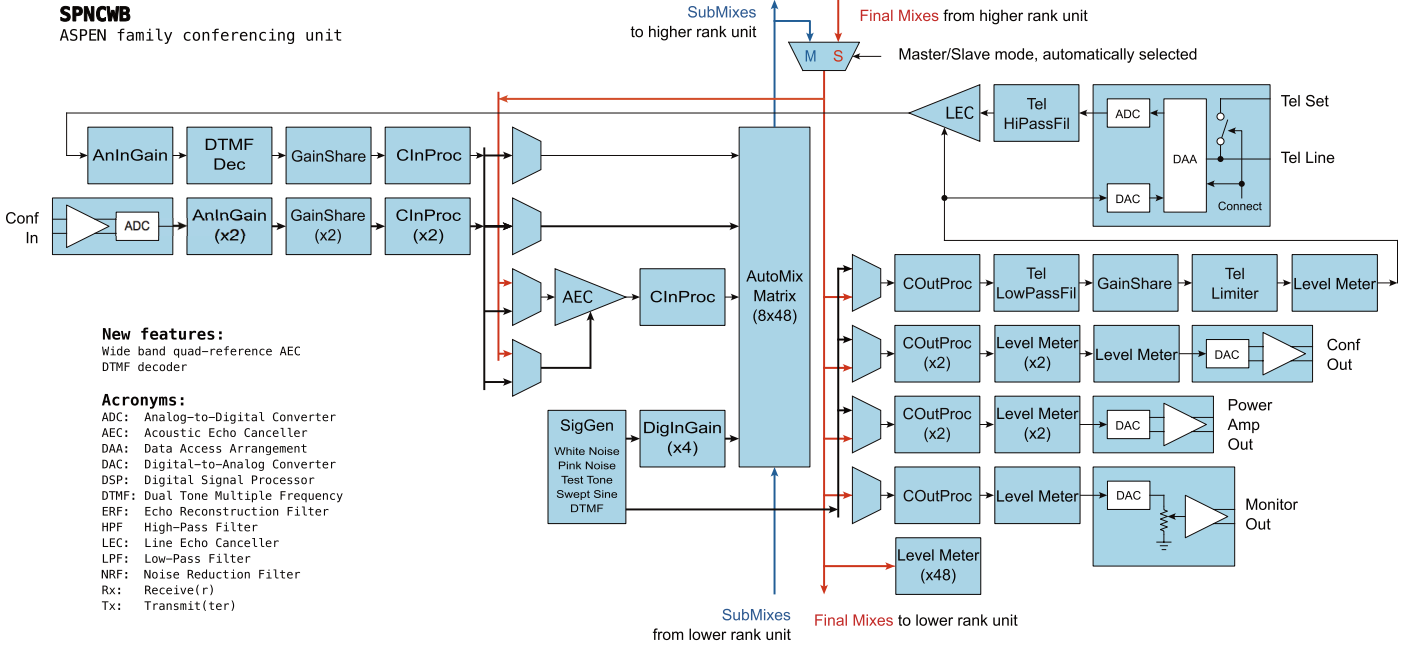 SPNCWB
ASPEN family conferencing unit
SubMixes
to higher rank unit
Final Mixes from higher rank unit
M S
Master/Slave mode, automatically selected
LEC
Tel
HiPassFil
ADC
DAA
DAC
Connect
Tel Set
Tel Line
AnInGain
DTMF
Dec
GainShare
CInProc
Conf
In
ADC
AnInGain
(x2)
GainShare
(x2)
CInProc
(x2)
AEC
CInProc
AutoMix
Matrix
(8x48)
SigGen
White Noise
Pink Noise
Test Tone
Swept Sine
DTMF
DigInGain
(x4)
COutProc
Tel
LowPassFil
GainShare
Tel
Limiter
Level Meter
COutProc
(x2)
Level Meter
(x2)
Level Meter
DAC
Conf
Out
COutProc
(x2)
Level Meter
(x2)
DAC
Power
Amp
Out
COutProc
Level Meter
DAC
Monitor
Out
Level Meter
(x48)
SubMixes
from lower rank unit
Final Mixes to lower rank unit
New features:
Wide band quad-reference AEC
DTMF decoder
Acronyms:
ADC: Analog-to-Digital Converter
AEC: Acoustic Echo Canceller
DAA: Data Access Arrangement
DAC: Digital-to-Analog Converter
DSP: Digital Signal Processor
DTMF: Dual Tone Multiple Frequency
ERF: Echo Reconstruction Filter
HPF High-Pass Filter
LEC: Line Echo Canceller
LPF: Low-Pass Filter
NRF: Noise Reduction Filter
Rx: Receive(r)
Tx: Transmit(ter)